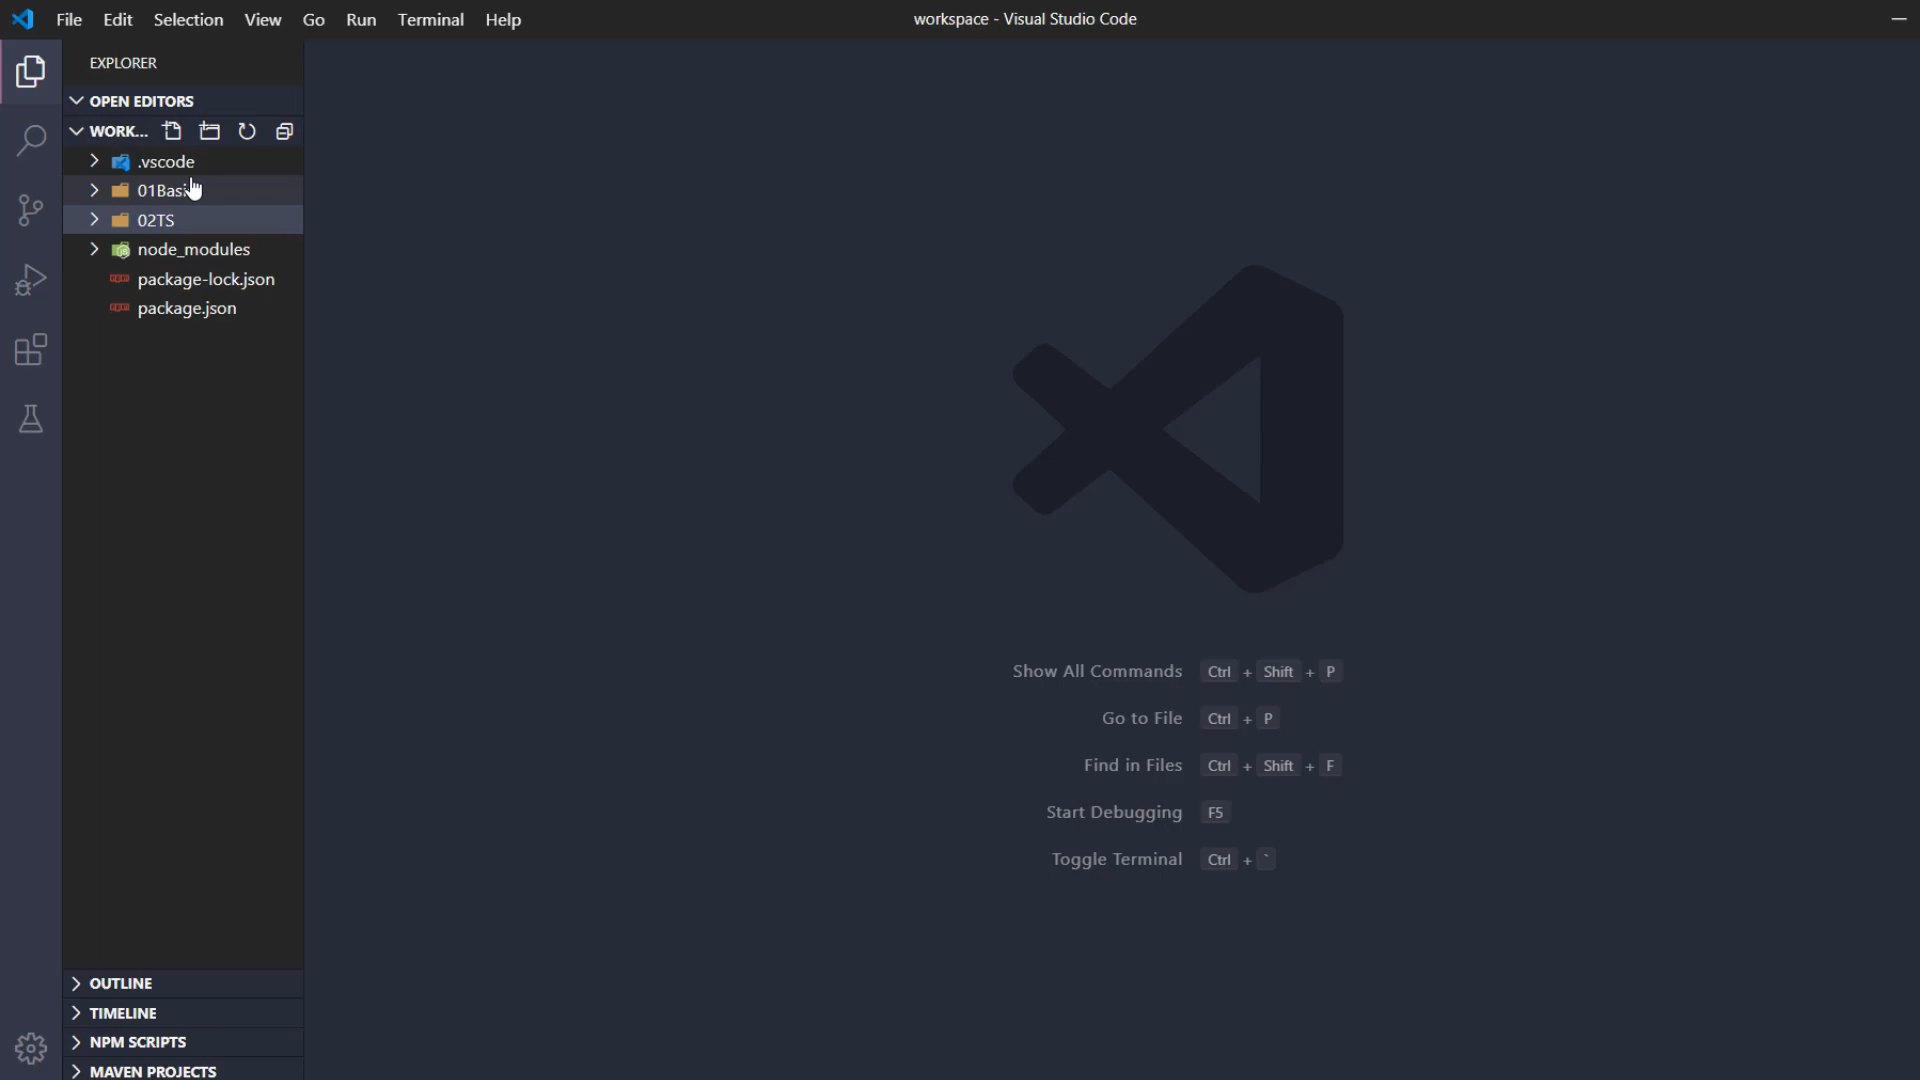 File Edit Selection View Go Run Terminal Help
workspace - Visual Studio Code
EXPLORER
OPEN EDITORS
WORK...
.vscode
02TS
node_modules
package-lock.json
package.json
Show All Commands Ctrl + Shift + P
Go to File Ctrl + P
Find in Files Ctrl + Shift + F
Start Debugging F5
Toggle Terminal Ctrl + `
OUTLINE
TIMELINE
NPM SCRIPTS
MAVEN PROJECTS